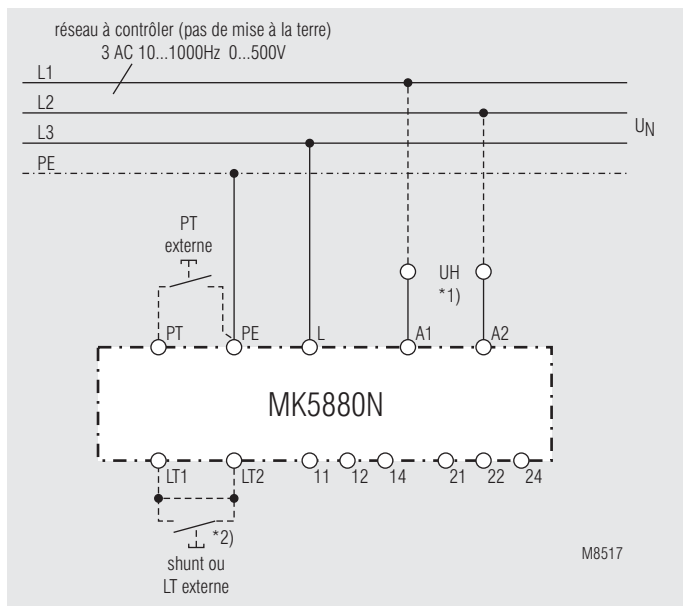 réseau à contrôler (pas de mise à la terre)
3 AC 10...1000Hz 0...500V
L1
L2
L3
UN
PE
PT
externe
UH
*1)
PT
PE
L
A1
A2
MK5880N
LT1
LT2
11
12
14
21
22
24
*2)
shunt ou
LT externe
M8517